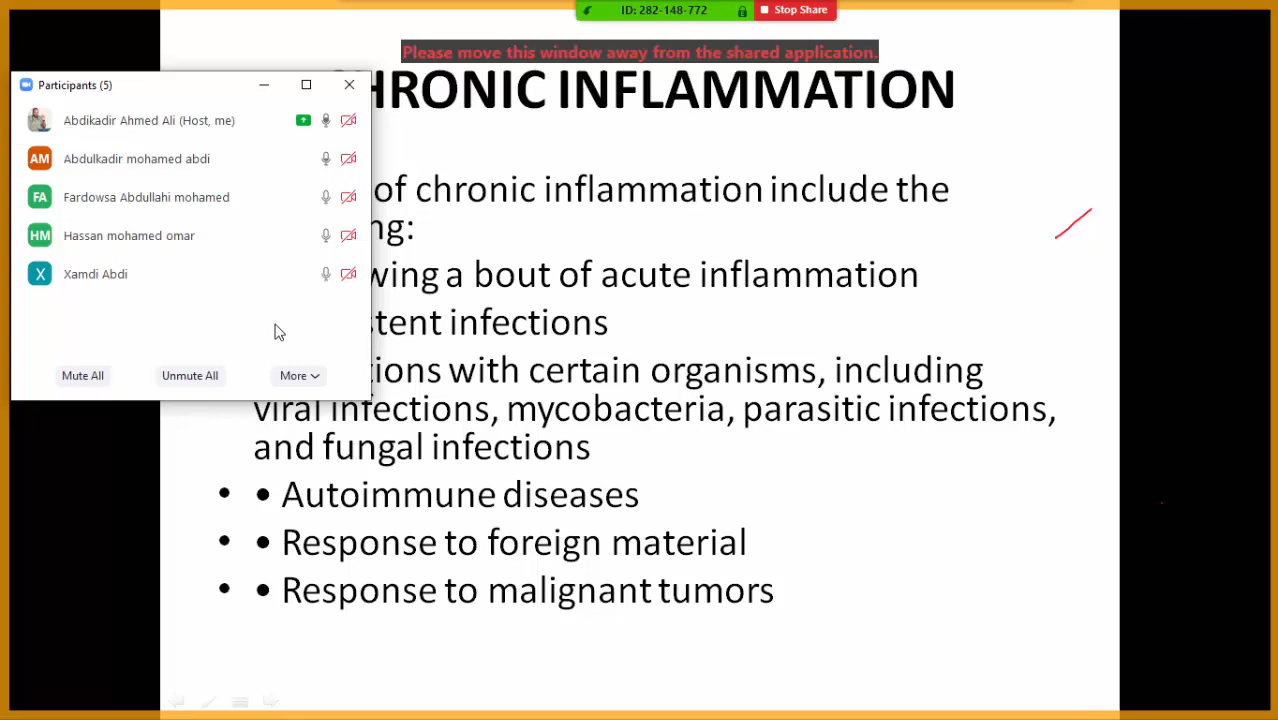 ID: 282-148-772
Stop Share
Please move this window away from the shared application.
HRONIC INFLAMMATION
Participants (5)
Abdikadir Ahmed Ali (Host, me)
AM Abdulkadir mohamed abdi
FA Fardowsa Abdullahi mohamed
HM Hassan mohamed omar
X Xamdi Abdi
Mute All
Unmute All
More
of chronic inflammation include the
ng:
wing a bout of acute inflammation
stent infections
tions with certain organisms, including
viral infections, mycobacteria, parasitic infections,
and fungal infections
• • Autoimmune diseases
• • Response to foreign material
• • Response to malignant tumors